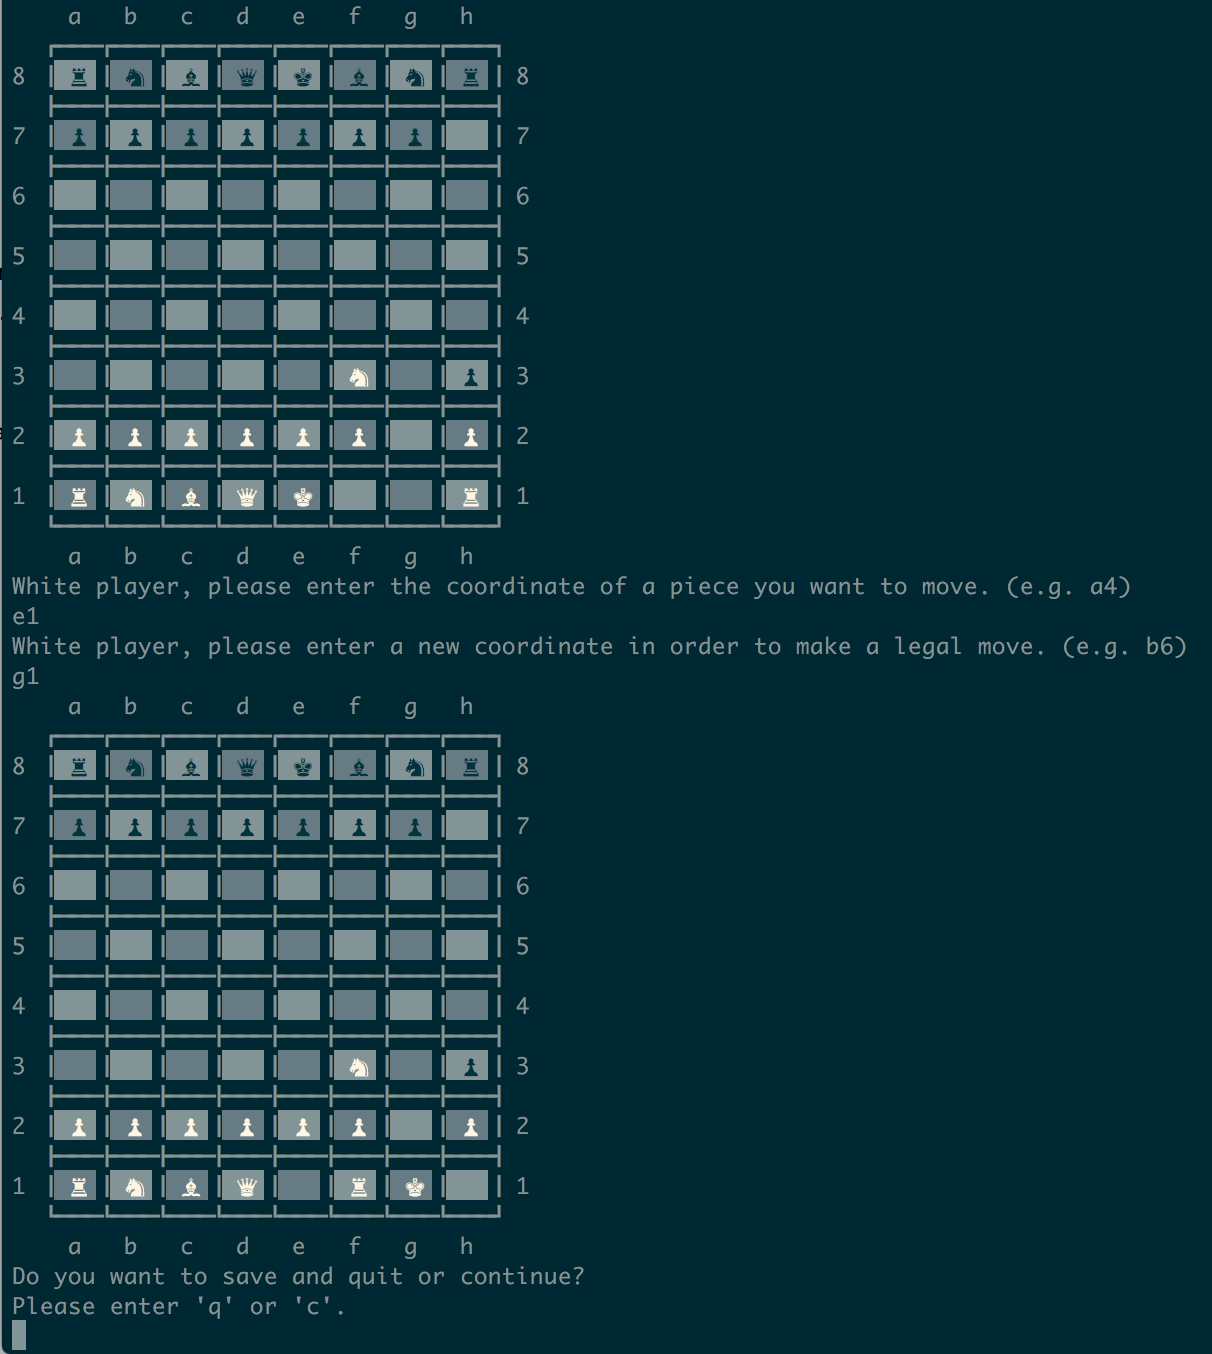 a b c d e f g h
8 ♜ ♞ ♝ ♛ ♚ ♝ ♞ ♜ 8
7 ♟ ♟ ♟ ♟ ♟ ♟ ♟ 7
6 6
5 5
4 4
3 ♞ ♟ 3
2 ♟ ♟ ♟ ♟ ♟ ♟ ♟ 2
1 ♜ ♞ ♝ ♛ ♚ ♜ 1
a b c d e f g h
White player, please enter the coordinate of a piece you want to move. (e.g. a4)
e1
White player, please enter a new coordinate in order to make a legal move. (e.g. b6)
g1
a b c d e f g h
8 ♜ ♞ ♝ ♛ ♚ ♝ ♞ ♜ 8
7 ♟ ♟ ♟ ♟ ♟ ♟ ♟ 7
6 6
5 5
4 4
3 ♞ ♟ 3
2 ♟ ♟ ♟ ♟ ♟ ♟ ♟ 2
1 ♜ ♞ ♝ ♛ ♜ ♚ 1
a b c d e f g h
Do you want to save and quit or continue?
Please enter 'q' or 'c'.